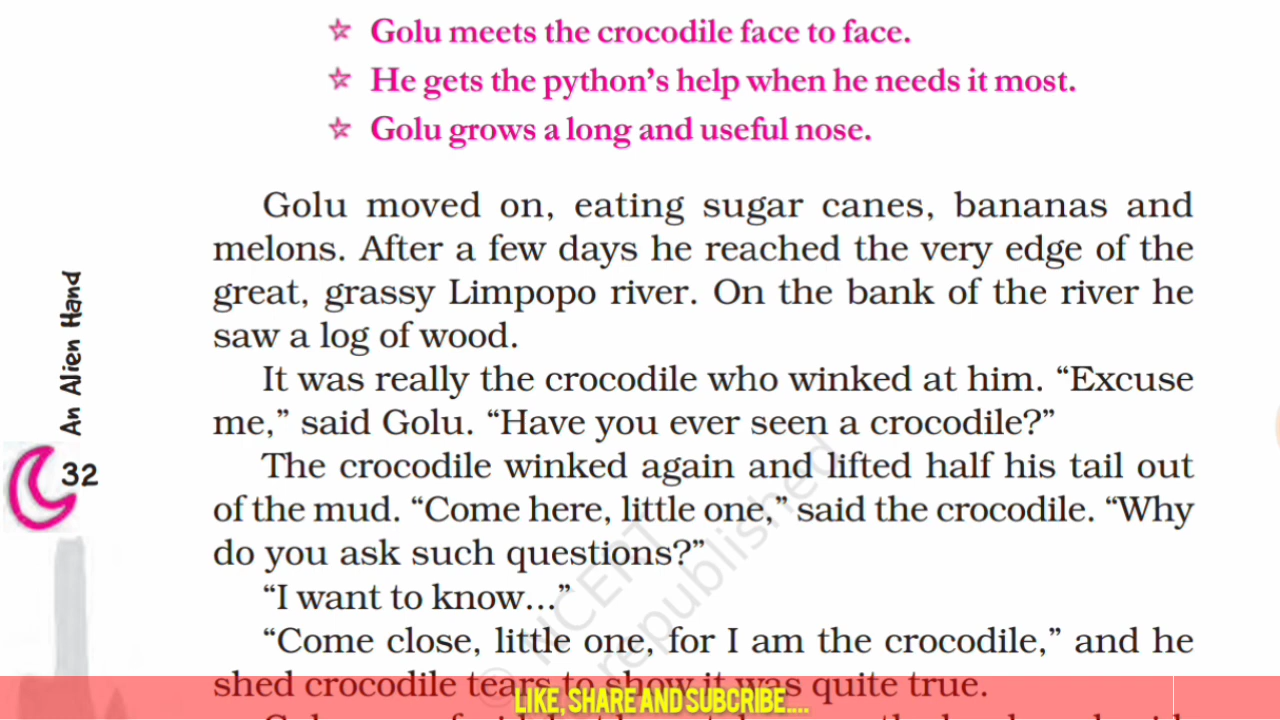 ☆ Golu meets the crocodile face to face.
☆ He gets the python's help when he needs it most.
☆ Golu grows a long and useful nose.
Golu moved on, eating sugar canes, bananas and
melons. After a few days he reached the very edge of the
great, grassy Limpopo river. On the bank of the river he
saw a log of wood.
It was really the crocodile who winked at him. “Excuse
me,” said Golu. “Have you ever seen a crocodile?”
The crocodile winked again and lifted half his tail out
of the mud. “Come here, little one,” said the crocodile. “Why
do you ask such questions?”
“I want to know...”
“Come close, little one, for I am the crocodile,” and he
shed crocodile tears to show it was quite true.
An Alien Hand
32
© NCERT
republished
LIKE, SHARE AND SUBCRIBE....